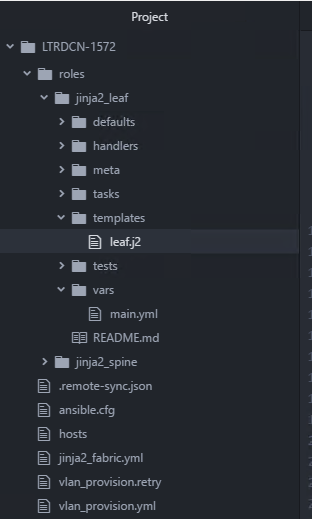 Project
LTRDCN-1572
roles
jinja2_leaf
defaults
handlers
meta
tasks
templates
leaf.j2
tests
vars
main.yml
README.md
jinja2_spine
.remote-sync.json
ansible.cfg
hosts
jinja2_fabric.yml
vlan_provision.retry
vlan_provision.yml